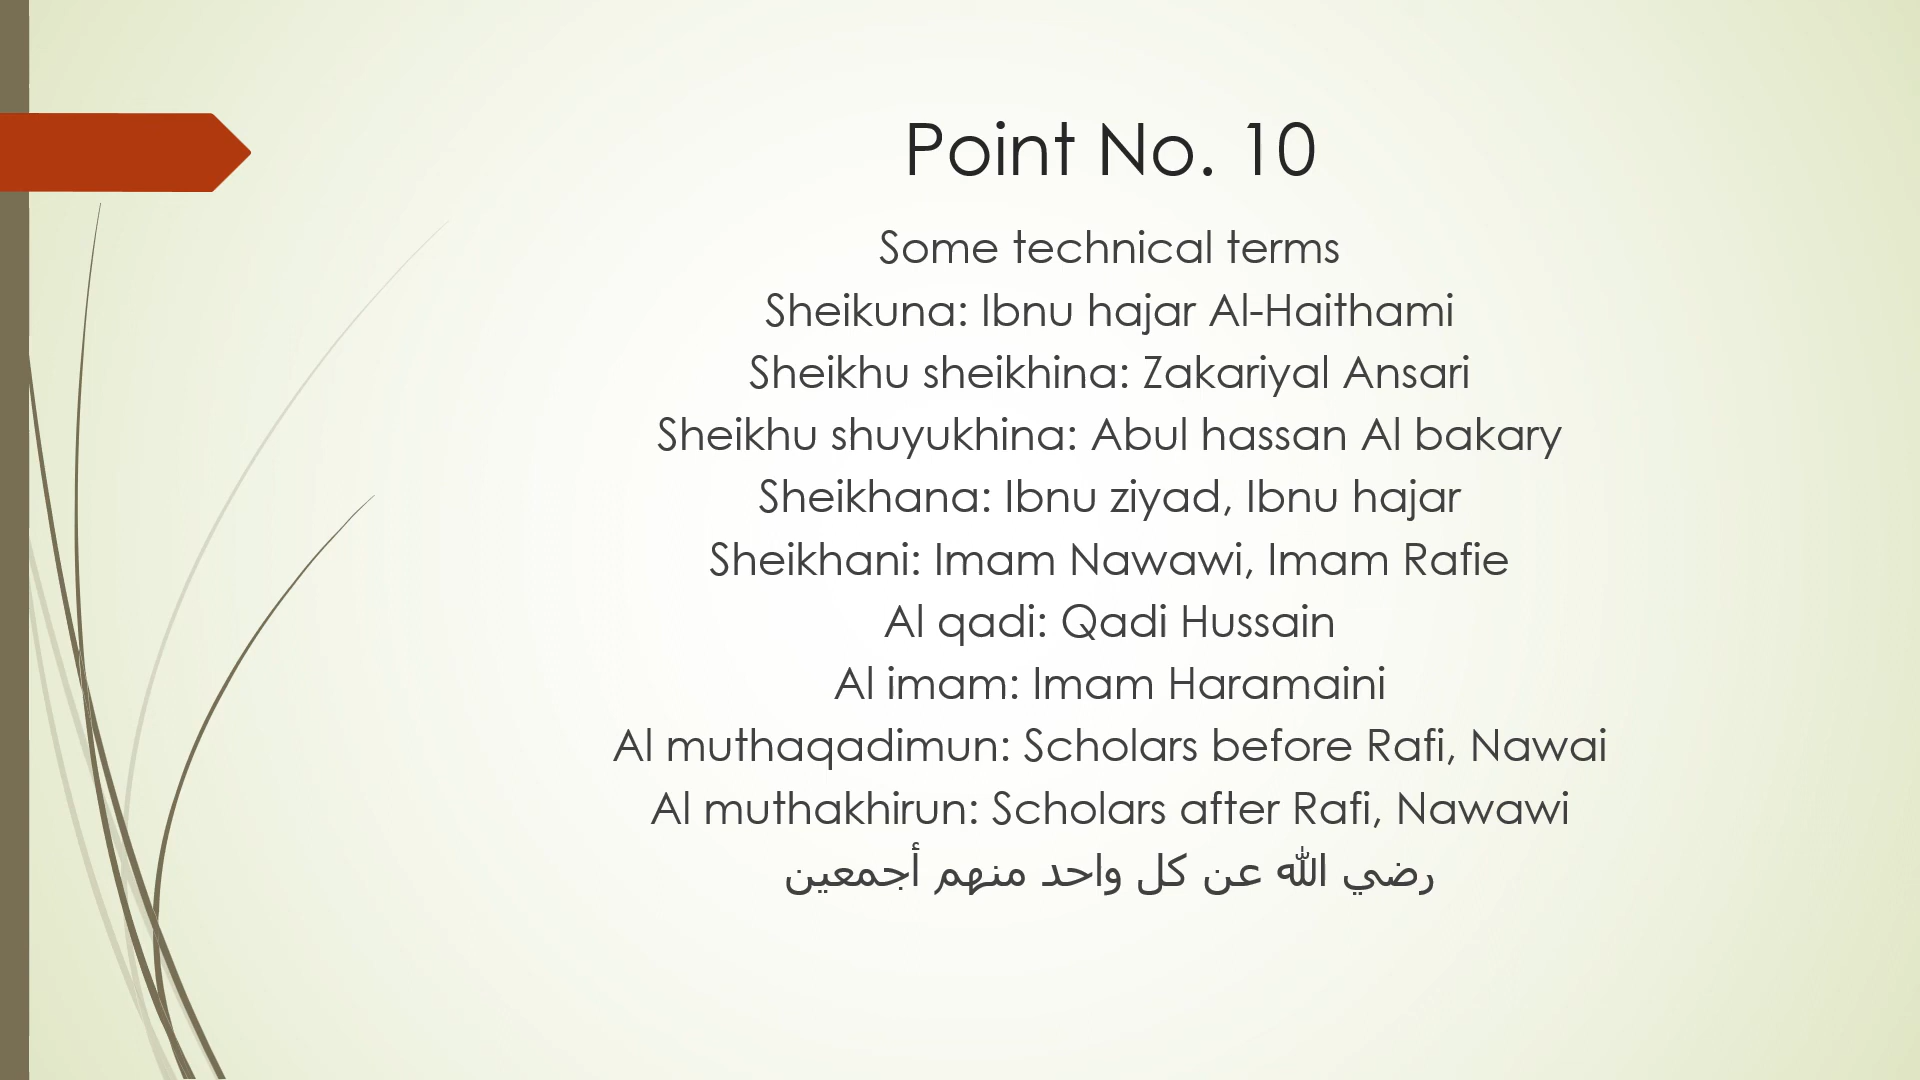 Point No. 10
Some technical terms
Sheikuna: Ibnu hajar Al-Haithami
Sheikhu sheikhina: Zakariyal Ansari
Sheikhu shuyukhina: Abul hassan Al bakary
Sheikhana: Ibnu ziyad, Ibnu hajar
Sheikhani: Imam Nawawi, Imam Rafie
Al qadi: Qadi Hussain
Al imam: Imam Haramaini
Al muthaqadimun: Scholars before Rafi, Nawai
Al muthakhirun: Scholars after Rafi, Nawawi
رضي الله عن كل واحد منهم أجمعين